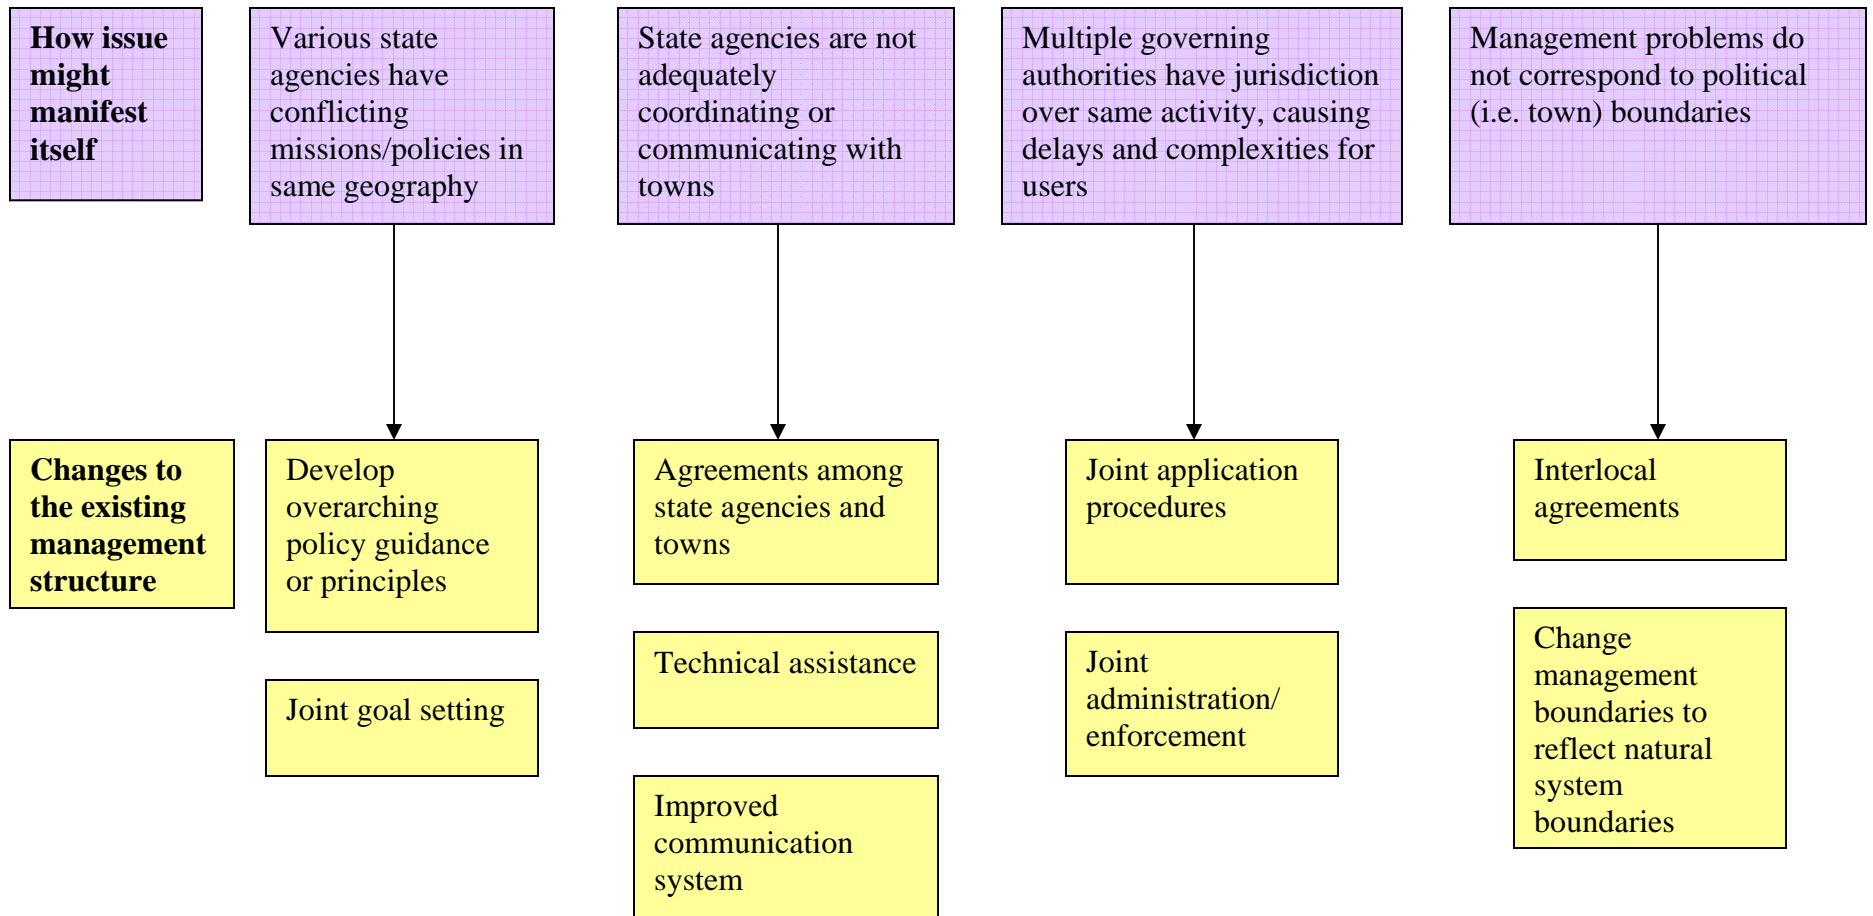 How issue
might
manifest
itself
Various state
agencies have
conflicting
missions/policies in
same geography
State agencies are not
adequately
coordinating or
communicating with
towns
Multiple governing
authorities have jurisdiction
over same activity, causing
delays and complexities for
users
Management problems do
not correspond to political
(i.e. town) boundaries
Changes to
the existing
management
structure
Develop
overarching
policy guidance
or principles
Joint goal setting
Agreements among
state agencies and
towns
Technical assistance
Improved
communication
system
Joint application
procedures
Joint
administration/
enforcement
Interlocal
agreements
Change
management
boundaries to
reflect natural
system
boundaries